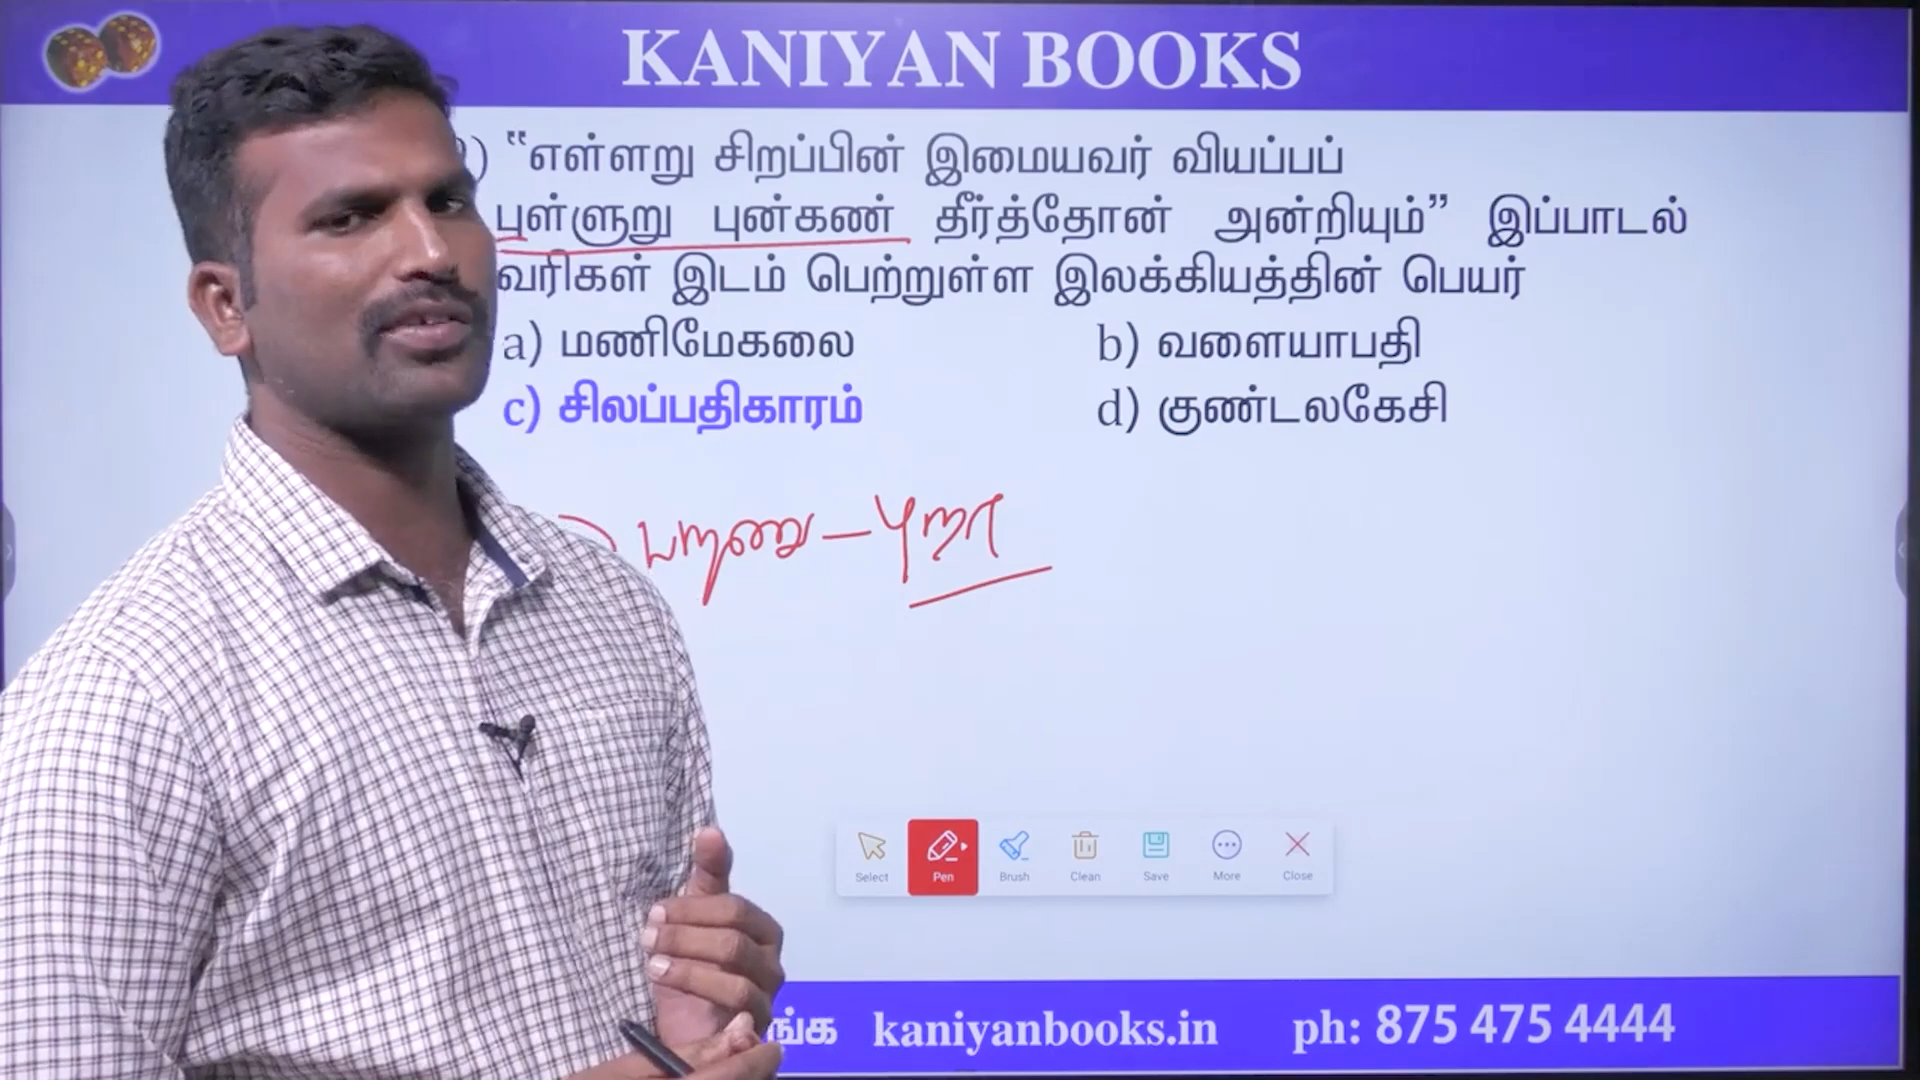 KANIYAN BOOKS
) “எள்ளறு சிறப்பின் இமையவர் வியப்பப்
புள்ளுறு புன்கண் தீர்த்தோன் அன்றியும்” இப்பாடல்
வரிகள் இடம் பெற்றுள்ள இலக்கியத்தின் பெயர்
a) மணிமேகலை b) வளையாபதி
c) சிலப்பதிகாரம் d) குண்டலகேசி
புறா
Select Pen Brush Clean Save More Close
ங்க kaniyanbooks.in ph: 875 475 4444